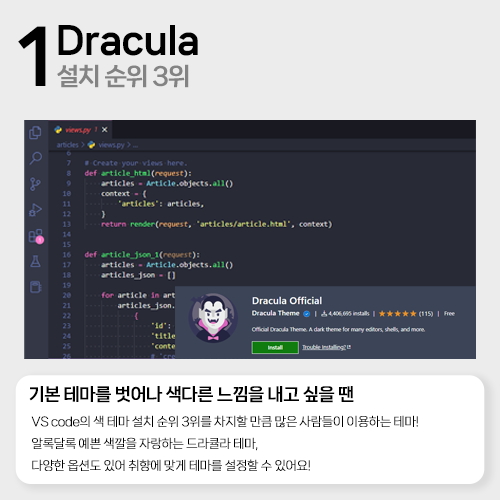 1 Dracula
설치 순위 3위
views.py 3 ×
articles > views.py > ...
6
7 # Create your views here.
8 def article_html(request):
9 articles = Article.objects.all()
10 context = {
11 'articles': articles,
12 }
13 return render(request, 'articles/article.html', context)
14
15
16 def article_json_1(request):
17 articles = Article.objects.all()
18 articles_json = []
19
20 for article in art
21 articles_json.
22 {
23 'id':
24 'title
25 'conte
26 # 'cre
Dracula Official
Dracula Theme | 4,406,695 installs | ★★★★★ (115) | Free
Official Dracula Theme. A dark theme for many editors, shells, and more.
Install Trouble Installing?
기본 테마를 벗어나 색다른 느낌을 내고 싶을 땐
VS code의 색 테마 설치 순위 3위를 차지할 만큼 많은 사람들이 이용하는 테마!
알록달록 예쁜 색깔을 자랑하는 드라큘라 테마,
다양한 옵션도 있어 취향에 맞게 테마를 설정할 수 있어요!